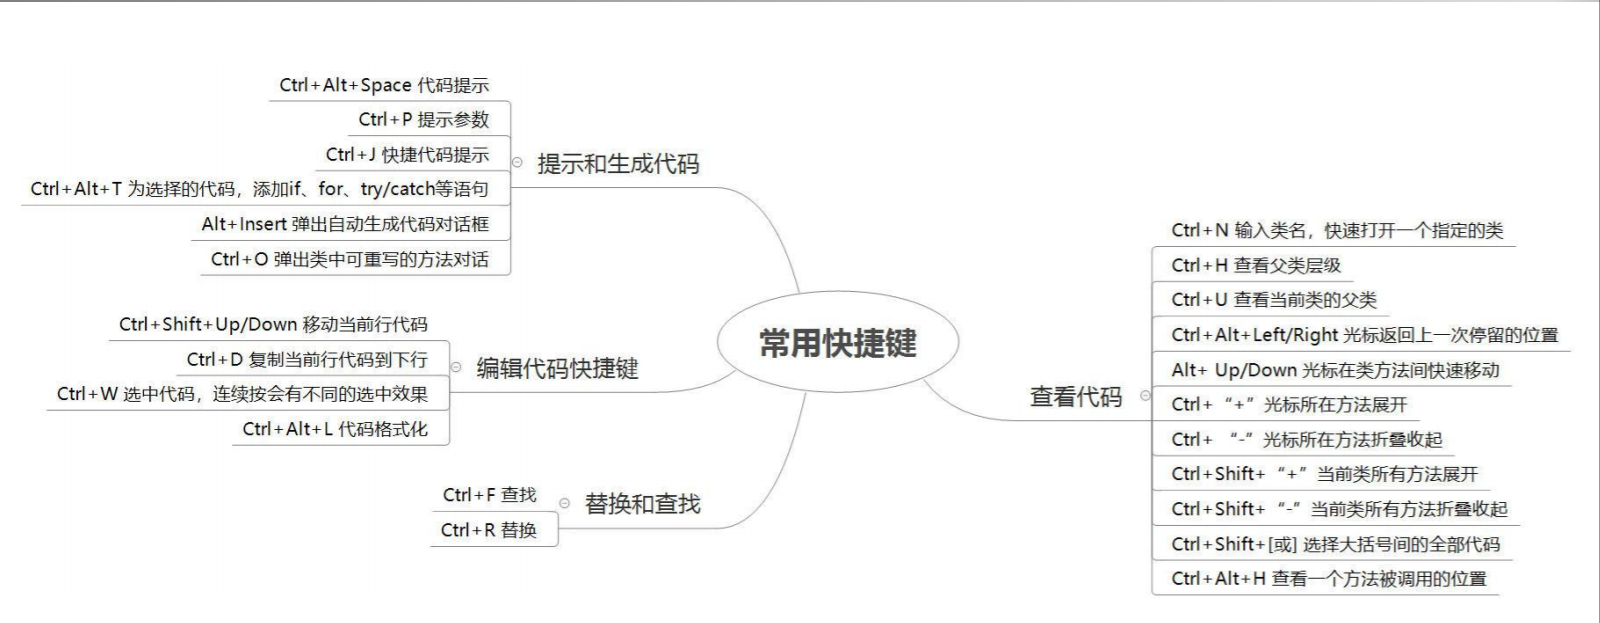 常用快捷键
提示和生成代码
Ctrl+Alt+Space 代码提示
Ctrl+P 提示参数
Ctrl+J 快捷代码提示
Ctrl+Alt+T 为选择的代码，添加if、for、try/catch等语句
Alt+Insert 弹出自动生成代码对话框
Ctrl+O 弹出类中可重写的方法对话
编辑代码快捷键
Ctrl+Shift+Up/Down 移动当前行代码
Ctrl+D 复制当前行代码到下行
Ctrl+W 选中代码，连续按会有不同的选中效果
Ctrl+Alt+L 代码格式化
替换和查找
Ctrl+F 查找
Ctrl+R 替换
查看代码
Ctrl+N 输入类名，快速打开一个指定的类
Ctrl+H 查看父类层级
Ctrl+U 查看当前类的父类
Ctrl+Alt+Left/Right 光标返回上一次停留的位置
Alt+ Up/Down 光标在类方法间快速移动
Ctrl+“+”光标所在方法展开
Ctrl+ “-”光标所在方法折叠收起
Ctrl+Shift+“+”当前类所有方法展开
Ctrl+Shift+“-”当前类所有方法折叠收起
Ctrl+Shift+[或] 选择大括号间的全部代码
Ctrl+Alt+H 查看一个方法被调用的位置